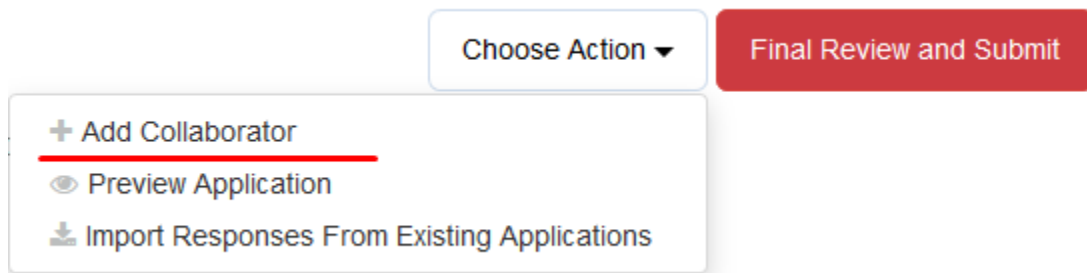 Choose Action
Final Review and Submit
Add Collaborator
Preview Application
Import Responses From Existing Applications